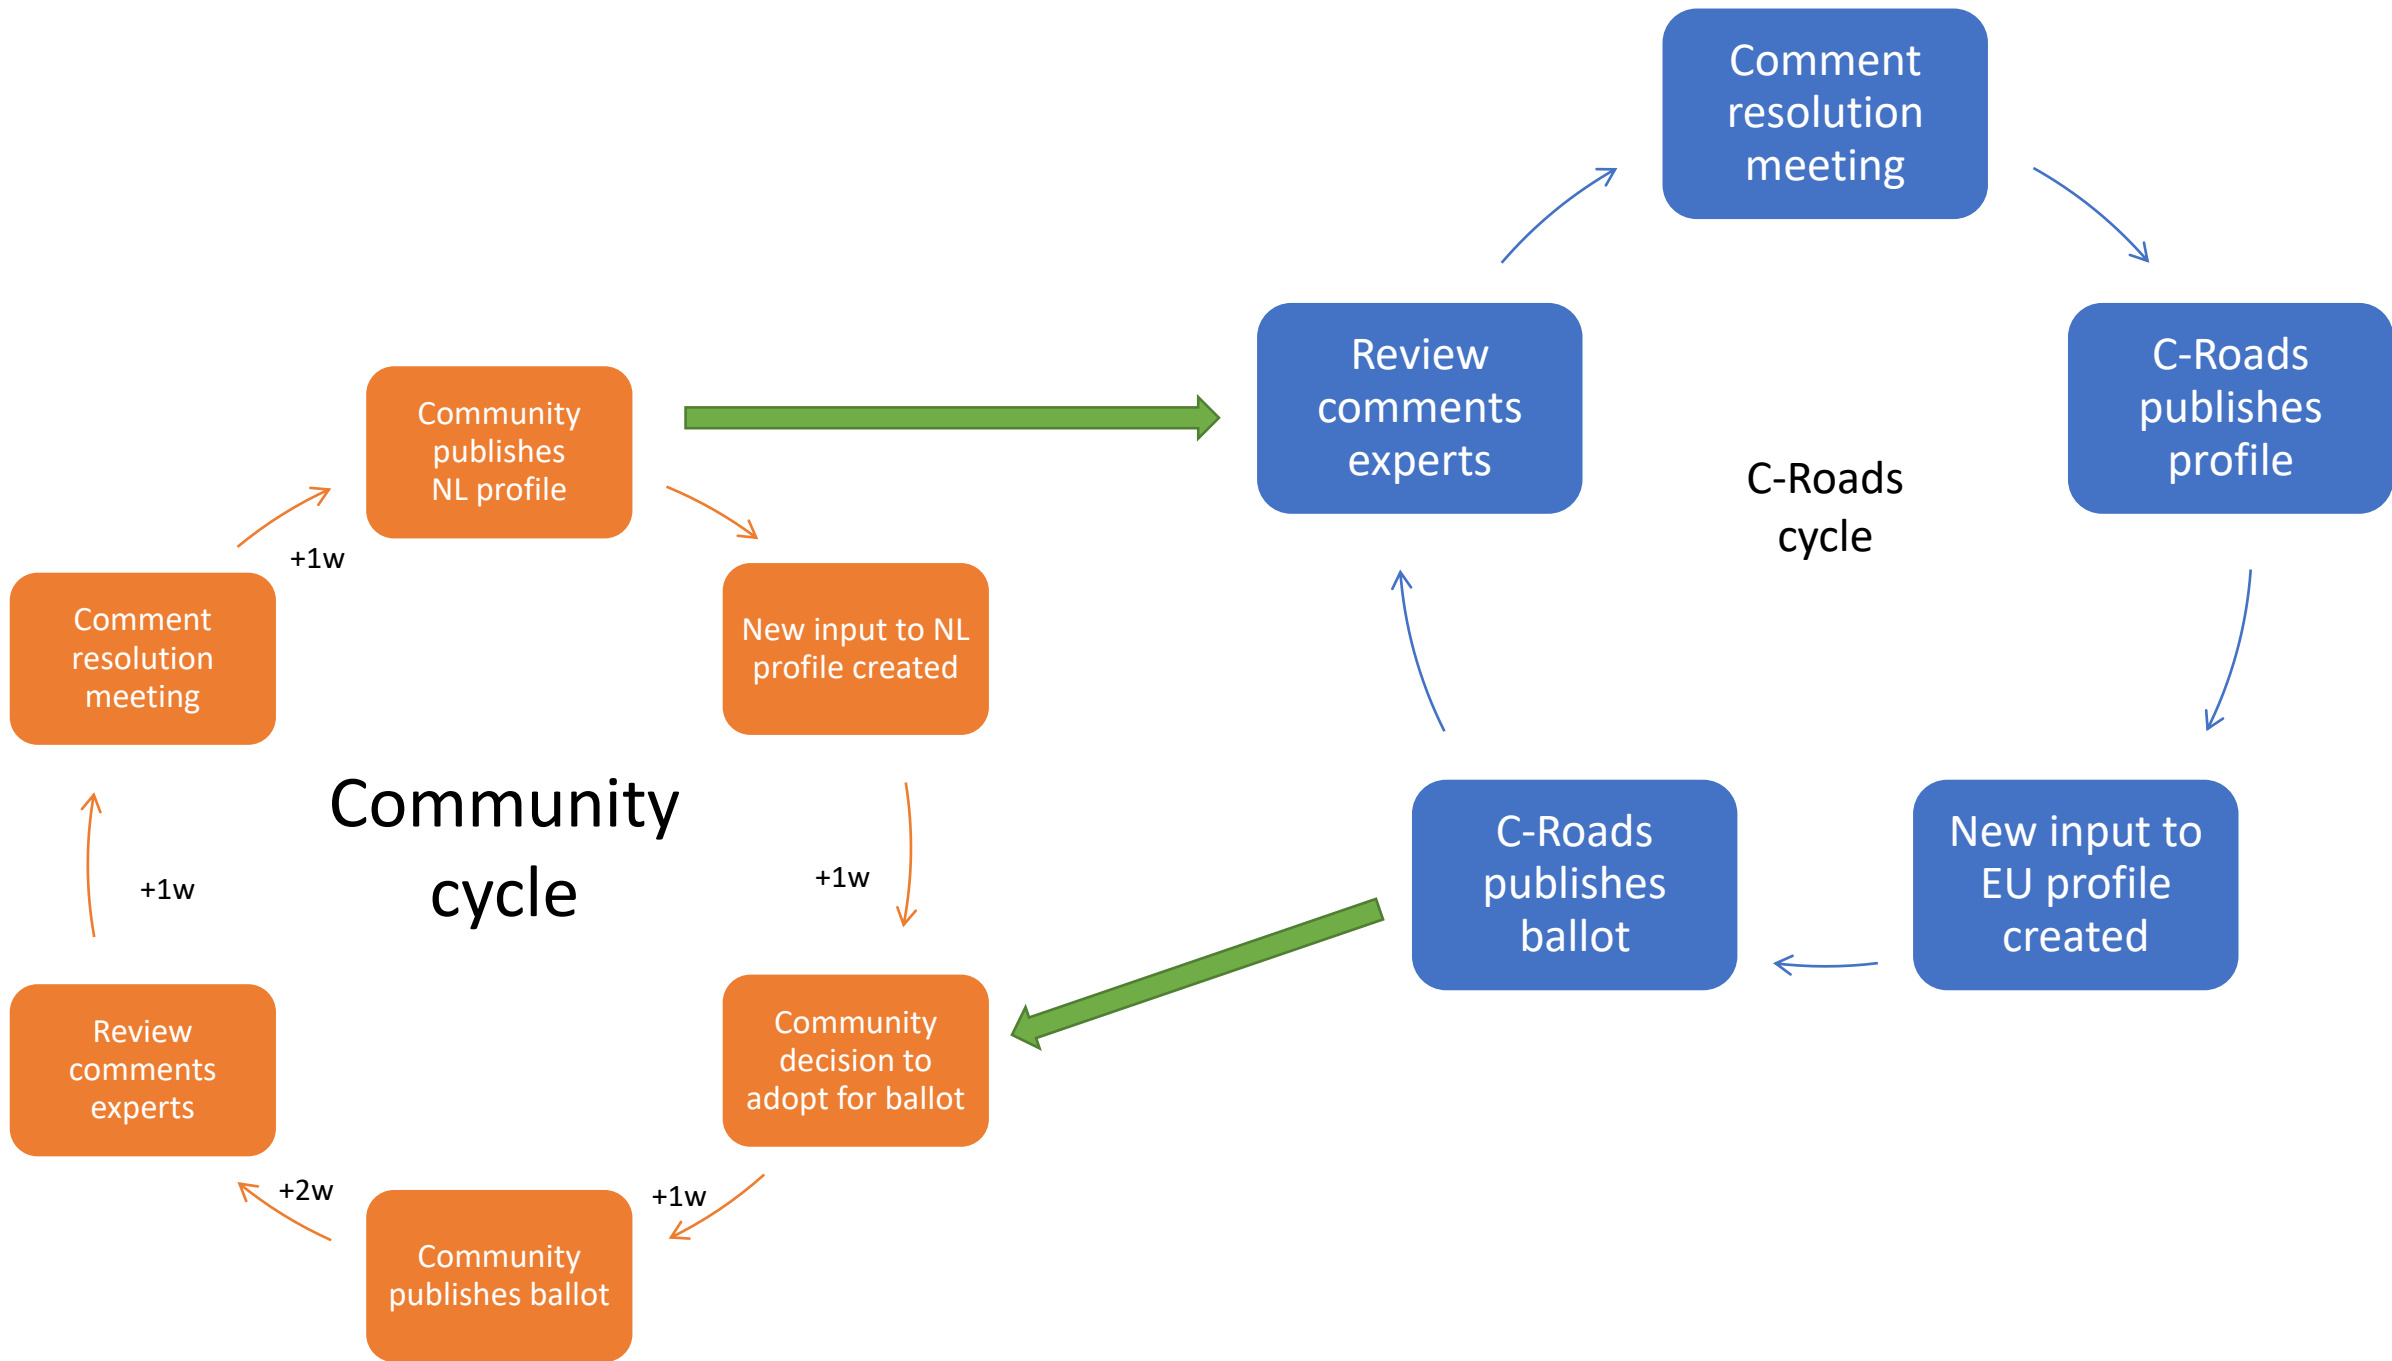 Comment
resolution
meeting
Review
comments
experts
C-Roads
publishes
profile
C-Roads
cycle
C-Roads
publishes
ballot
New input to
EU profile
created
Community
publishes
NL profile
+1w
New input to NL
profile created
Comment
resolution
meeting
Community
cycle
+1w
+1w
Community
decision to
adopt for ballot
Review
comments
experts
+2w
+1w
Community
publishes ballot